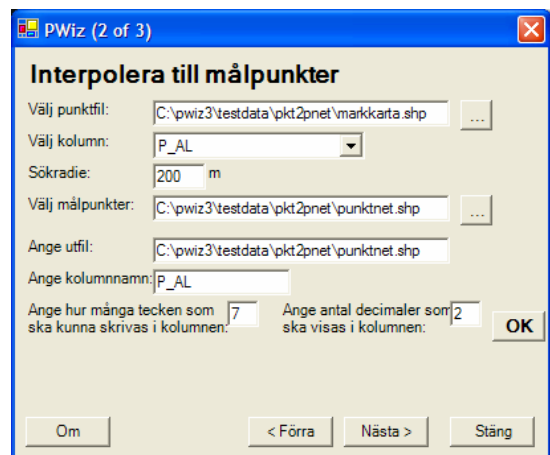 PWiz (2 of 3)
Interpolera till målpunkter
Välj punktfil: C:\pwiz3\testdata\pkt2pnet\markkarta.shp ...
Välj kolumn: P_AL
Sökradie: 200 m
Välj målpunkter: C:\pwiz3\testdata\pkt2pnet\punktnet.shp ...
Ange utfil: C:\pwiz3\testdata\pkt2pnet\punktnet.shp
Ange kolumnnamn: P_AL
Ange hur många tecken som ska kunna skrivas i kolumnen: 7
Ange antal decimaler som ska visas i kolumnen: 2
OK
Om < Förra Nästa > Stäng